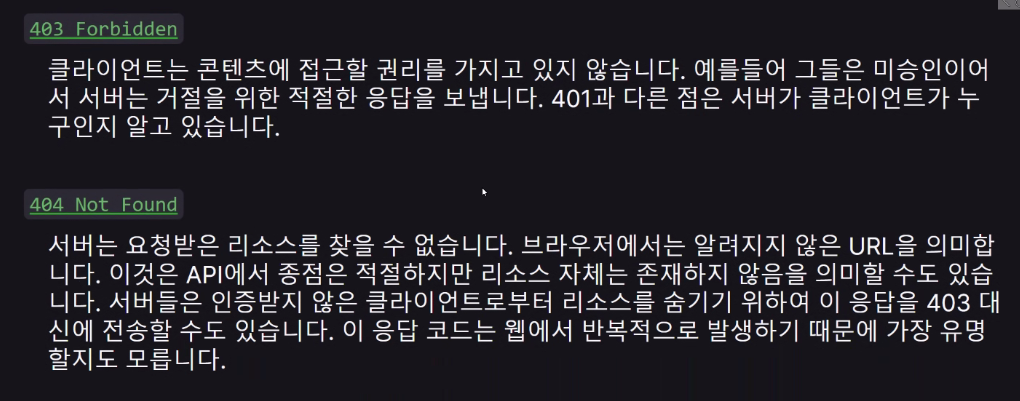 403 Forbidden
클라이언트는 콘텐츠에 접근할 권리를 가지고 있지 않습니다. 예를들어 그들은 미승인이어
서 서버는 거절을 위한 적절한 응답을 보냅니다. 401과 다른 점은 서버가 클라이언트가 누
구인지 알고 있습니다.
404 Not Found
서버는 요청받은 리소스를 찾을 수 없습니다. 브라우저에서는 알려지지 않은 URL을 의미합
니다. 이것은 API에서 종점은 적절하지만 리소스 자체는 존재하지 않음을 의미할 수도 있습
니다. 서버들은 인증받지 않은 클라이언트로부터 리소스를 숨기기 위하여 이 응답을 403 대
신에 전송할 수도 있습니다. 이 응답 코드는 웹에서 반복적으로 발생하기 때문에 가장 유명
할지도 모릅니다.